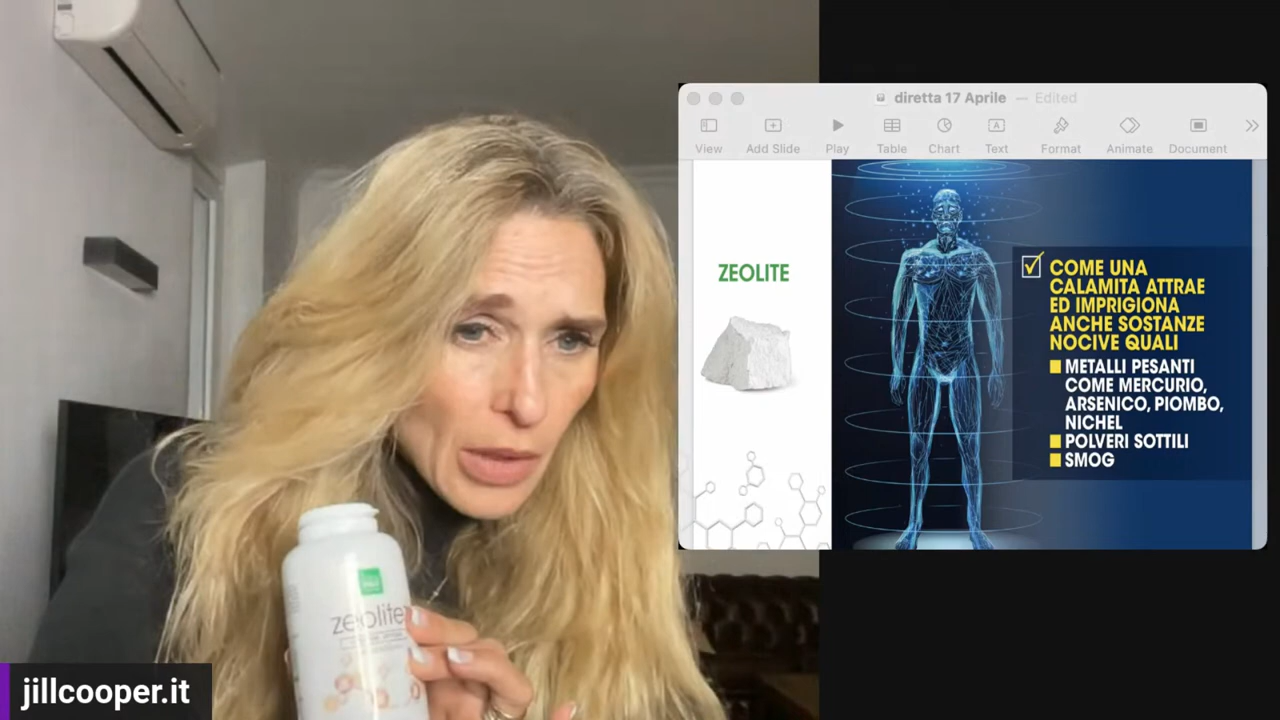 diretta 17 Aprile — Edited
View
Add Slide
Play
Table
Chart
Text
Format
Animate
Document
ZEOLITE
COME UNA
CALAMITA ATTRAE
ED IMPRIGIONA
ANCHE SOSTANZE
NOCIVE QUALI
METALLI PESANTI
COME MERCURIO,
ARSENICO, PIOMBO,
NICHEL
POLVERI SOTTILI
SMOG
zeolite
jillcooper.it